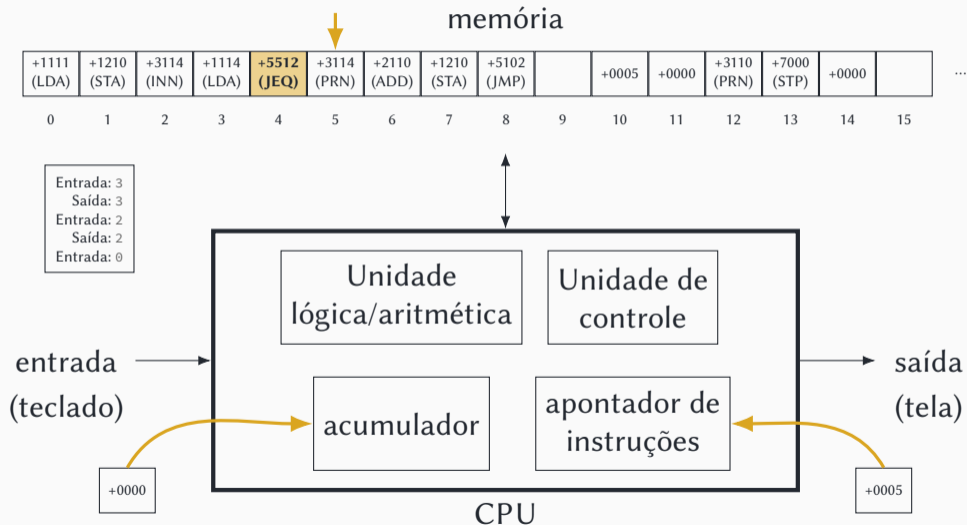 memória
+1111 +1210 +3114 +1114 +5512 +3114 +2110 +1210 +5102 +0005 +0000 +3110 +7000 +0000 ...
(LDA) (STA) (INN) (LDA) (JEQ) (PRN) (ADD) (STA) (JMP) (PRN) (STP)
0 1 2 3 4 5 6 7 8 9 10 11 12 13 14 15
Entrada: 3
Saída: 3
Entrada: 2
Saída: 2
Entrada: 0
Unidade
lógica/aritmética
Unidade de
controle
entrada
(teclado)
saída
(tela)
acumulador
apontador de
instruções
+0000
+0005
CPU